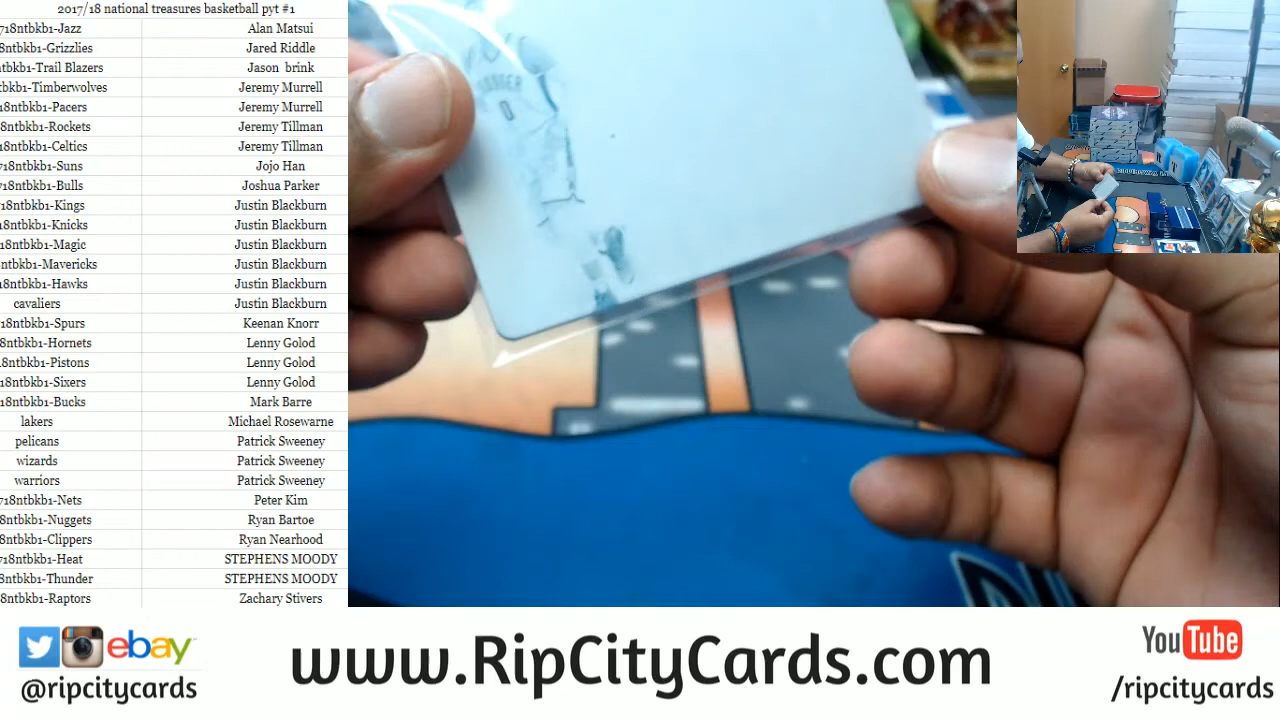 2017/18 national treasures basketball pyt #1
718ntbkb1-Jazz Alan Matsui
8ntbkb1-Grizzlies Jared Riddle
ntbkb1-Trail Blazers Jason brink
tbkb1-Timberwolves Jeremy Murrell
718ntbkb1-Pacers Jeremy Murrell
8ntbkb1-Rockets Jeremy Tillman
18ntbkb1-Celtics Jeremy Tillman
718ntbkb1-Suns Jojo Han
718ntbkb1-Bulls Joshua Parker
18ntbkb1-Kings Justin Blackburn
18ntbkb1-Knicks Justin Blackburn
18ntbkb1-Magic Justin Blackburn
ntbkb1-Mavericks Justin Blackburn
18ntbkb1-Hawks Justin Blackburn
cavaliers Justin Blackburn
718ntbkb1-Spurs Keenan Knorr
8ntbkb1-Hornets Lenny Golod
18ntbkb1-Pistons Lenny Golod
18ntbkb1-Sixers Lenny Golod
18ntbkb1-Bucks Mark Barre
lakers Michael Rosewarne
pelicans Patrick Sweeney
wizards Patrick Sweeney
warriors Patrick Sweeney
718ntbkb1-Nets Peter Kim
8ntbkb1-Nuggets Ryan Bartoe
8ntbkb1-Clippers Ryan Nearhood
718ntbkb1-Heat STEPHENS MOODY
8ntbkb1-Thunder STEPHENS MOODY
8ntbkb1-Raptors Zachary Stivers
0
ebay
@ripcitycards
www.RipCityCards.com
YouTube
/ripcitycards